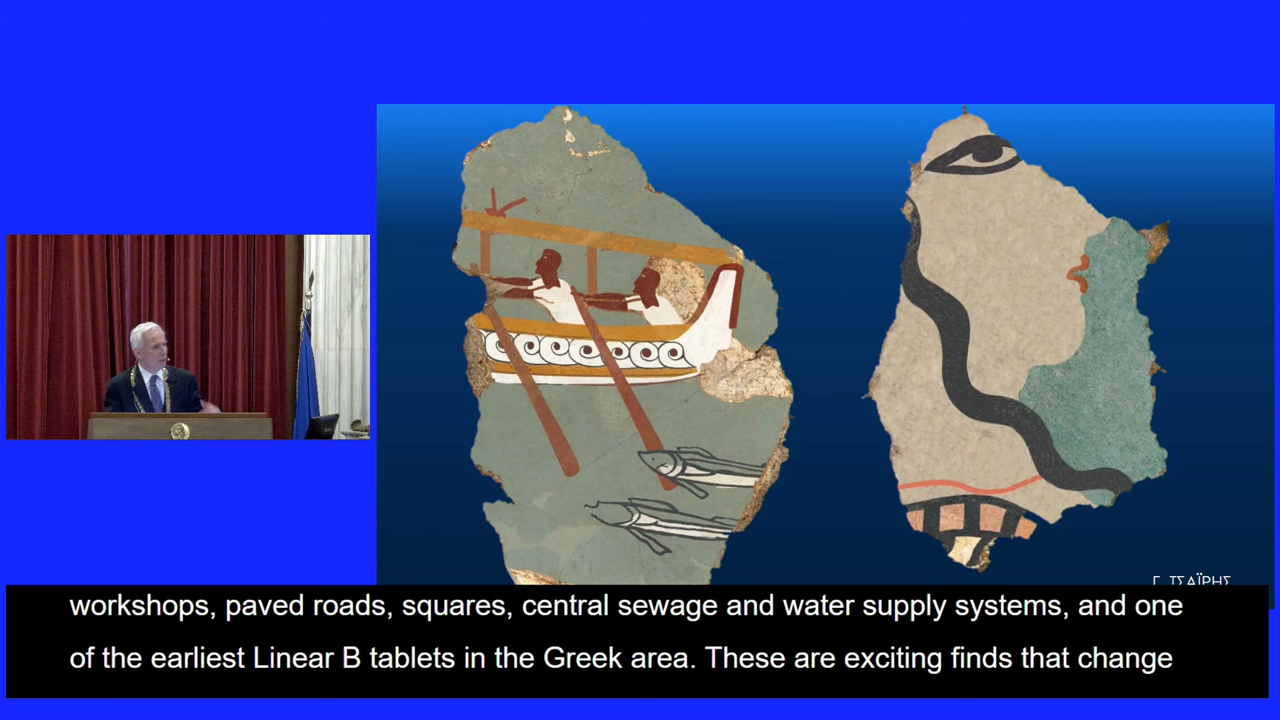 Γ. ΤΣΑΪΡΗΣ
workshops, paved roads, squares, central sewage and water supply systems, and one
of the earliest Linear B tablets in the Greek area. These are exciting finds that change